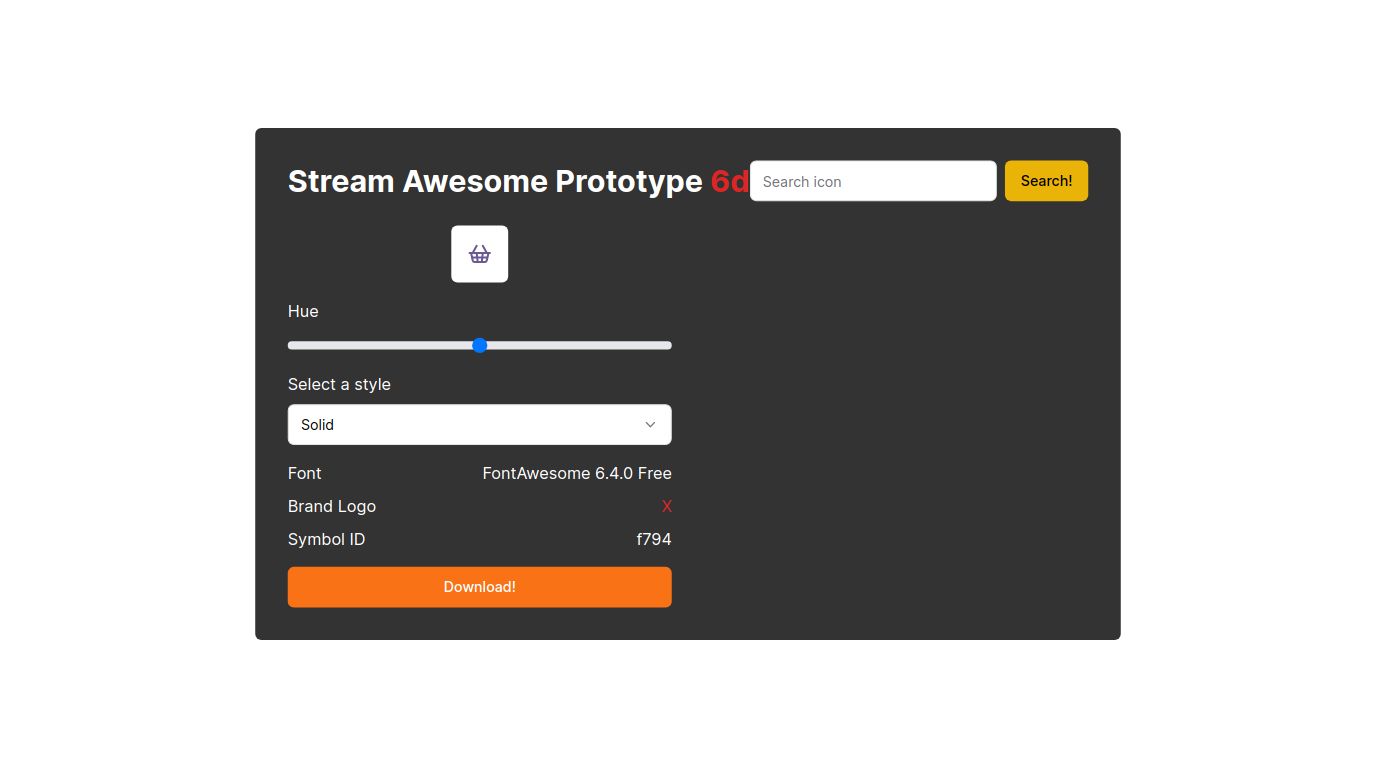 Stream Awesome Prototype 6d
Search icon
Search!
Hue
Select a style
Solid
Font FontAwesome 6.4.0 Free
Brand Logo X
Symbol ID f794
Download!